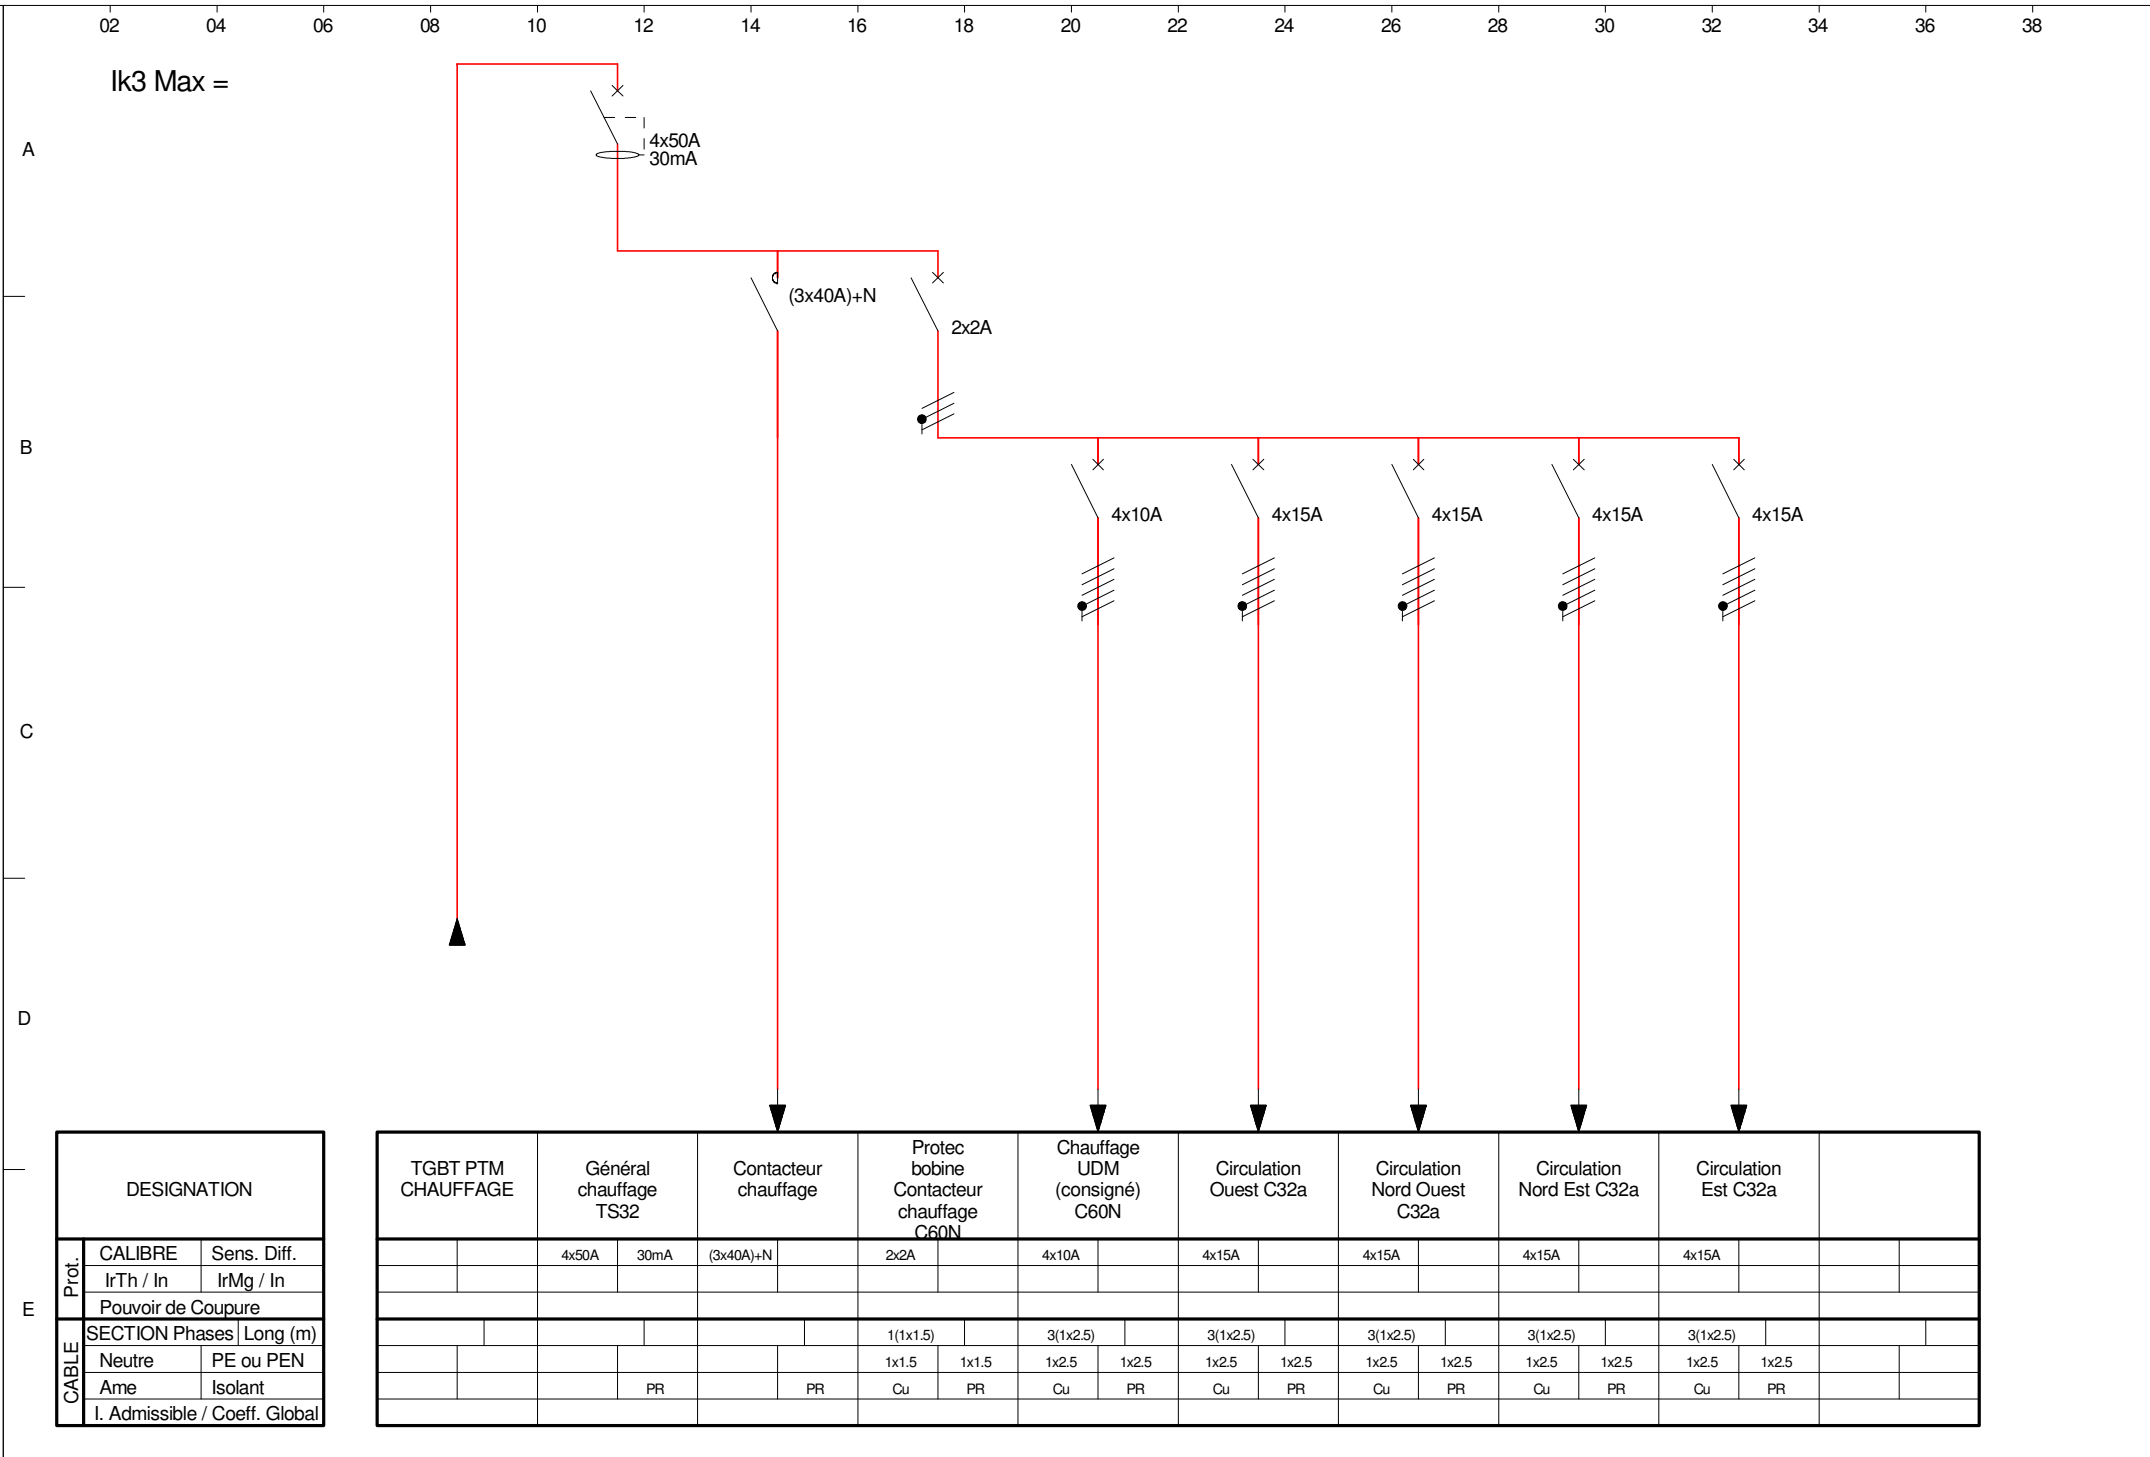 02 04 06 08 10 12 14 16 18 20 22 24 26 28 30 32 34 36 38
Ik3 Max =
A
4x50A
30mA
(3x40A)+N
2x2A
B
4x10A 4x15A 4x15A 4x15A 4x15A
C
D
E
DESIGNATION
Prot.
CALIBRE Sens. Diff.
IrTh / In IrMg / In
Pouvoir de Coupure
CABLE
SECTION Phases Long (m)
Neutre PE ou PEN
Ame Isolant
I. Admissible / Coeff. Global
TGBT PTM
CHAUFFAGE
Général
chauffage
TS32
Contacteur
chauffage
Protec
bobine
Contacteur
chauffage
C60N
Chauffage
UDM
(consigné)
C60N
Circulation
Ouest C32a
Circulation
Nord Ouest
C32a
Circulation
Nord Est C32a
Circulation
Est C32a
4x50A 30mA (3x40A)+N 2x2A 4x10A 4x15A 4x15A 4x15A 4x15A
1(1x1.5) 3(1x2.5) 3(1x2.5) 3(1x2.5) 3(1x2.5) 3(1x2.5)
1x1.5 1x1.5 1x2.5 1x2.5 1x2.5 1x2.5 1x2.5 1x2.5 1x2.5 1x2.5 1x2.5 1x2.5
PR PR Cu PR Cu PR Cu PR Cu PR Cu PR Cu PR